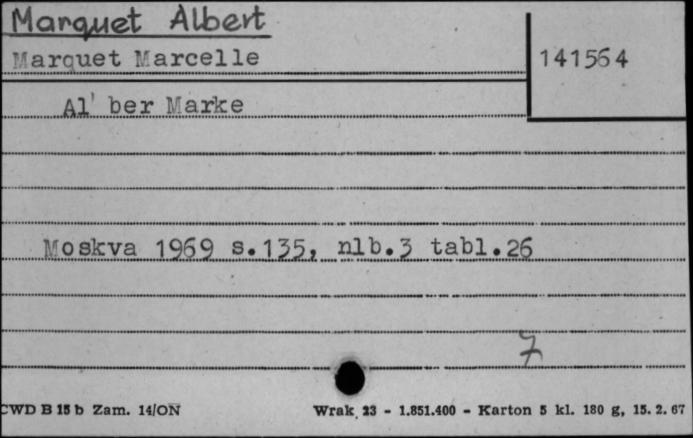 Marquet Albert
Marquet Marcelle
141564
Al' ber Marke
Moskva 1969 s.135, nlb.3 tabl.26
7
CWD B 15 b Zam. 14/ON Wrak. 23 - 1.851.400 - Karton 5 kl. 180 g, 15. 2. 67